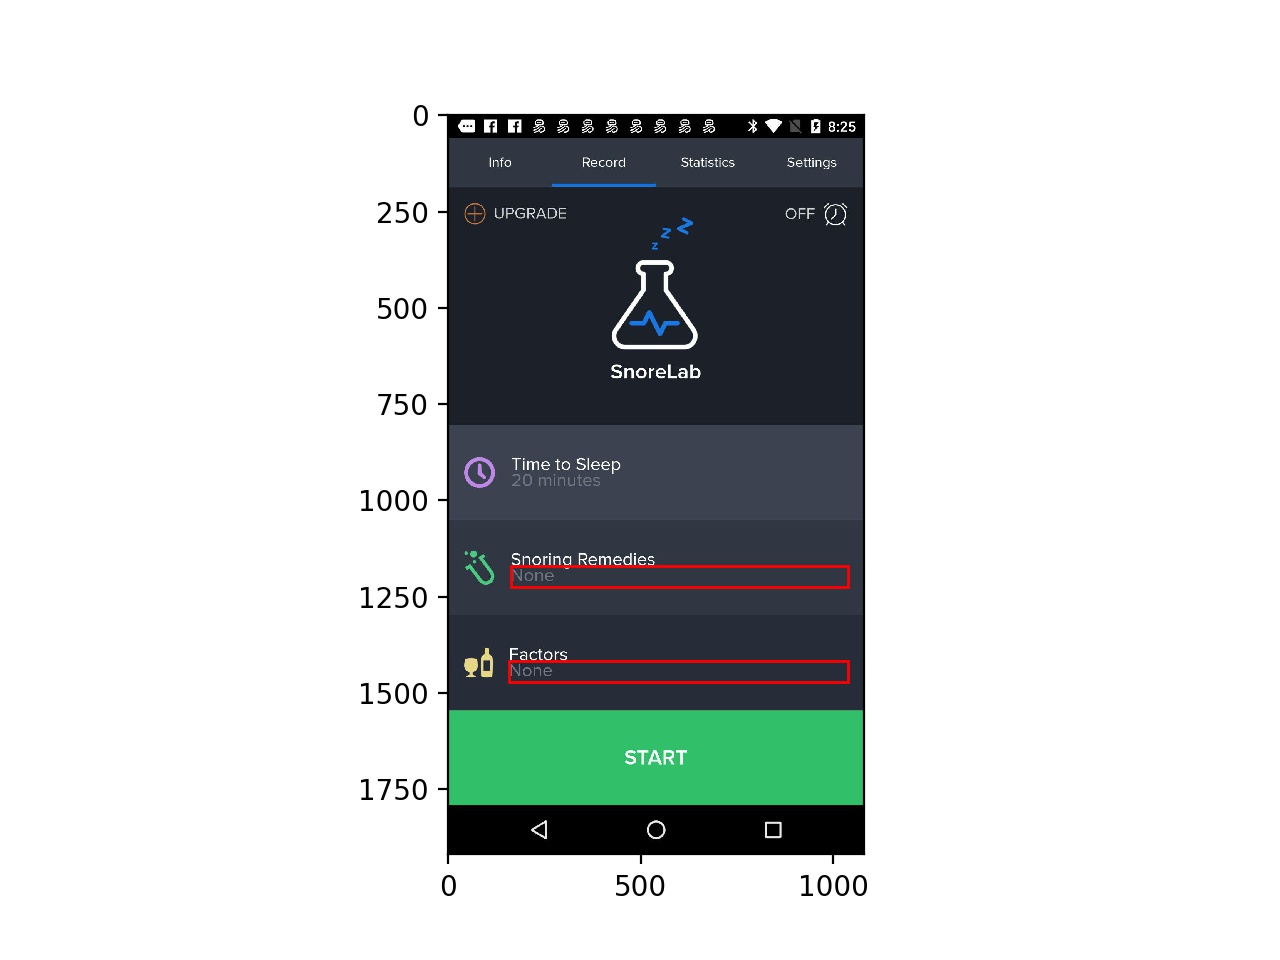 8:25
Info Record Statistics Settings
UPGRADE OFF
z z Z
SnoreLab
Time to Sleep
20 minutes
Snoring Remedies
None
Factors
None
START
0
250
500
750
1000
1250
1500
1750
0 500 1000